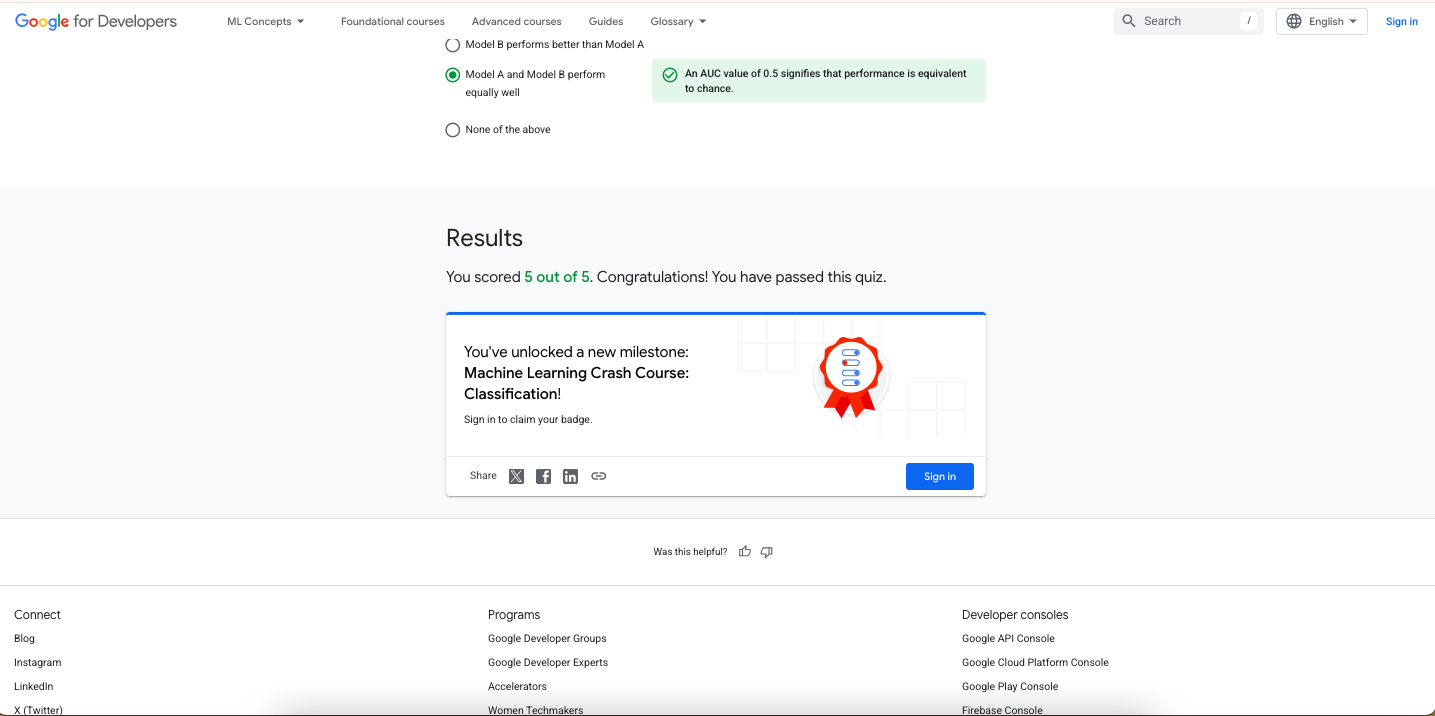 Google for Developers ML Concepts Foundational courses Advanced courses Guides Glossary Search / English Sign in
Model B performs better than Model A
Model A and Model B perform
equally well
An AUC value of 0.5 signifies that performance is equivalent
to chance.
None of the above
Results
You scored 5 out of 5. Congratulations! You have passed this quiz.
You've unlocked a new milestone:
Machine Learning Crash Course:
Classification!
Sign in to claim your badge.
Share Sign in
Was this helpful?
Connect
Blog
Instagram
LinkedIn
X (Twitter)
Programs
Google Developer Groups
Google Developer Experts
Accelerators
Women Techmakers
Developer consoles
Google API Console
Google Cloud Platform Console
Google Play Console
Firebase Console